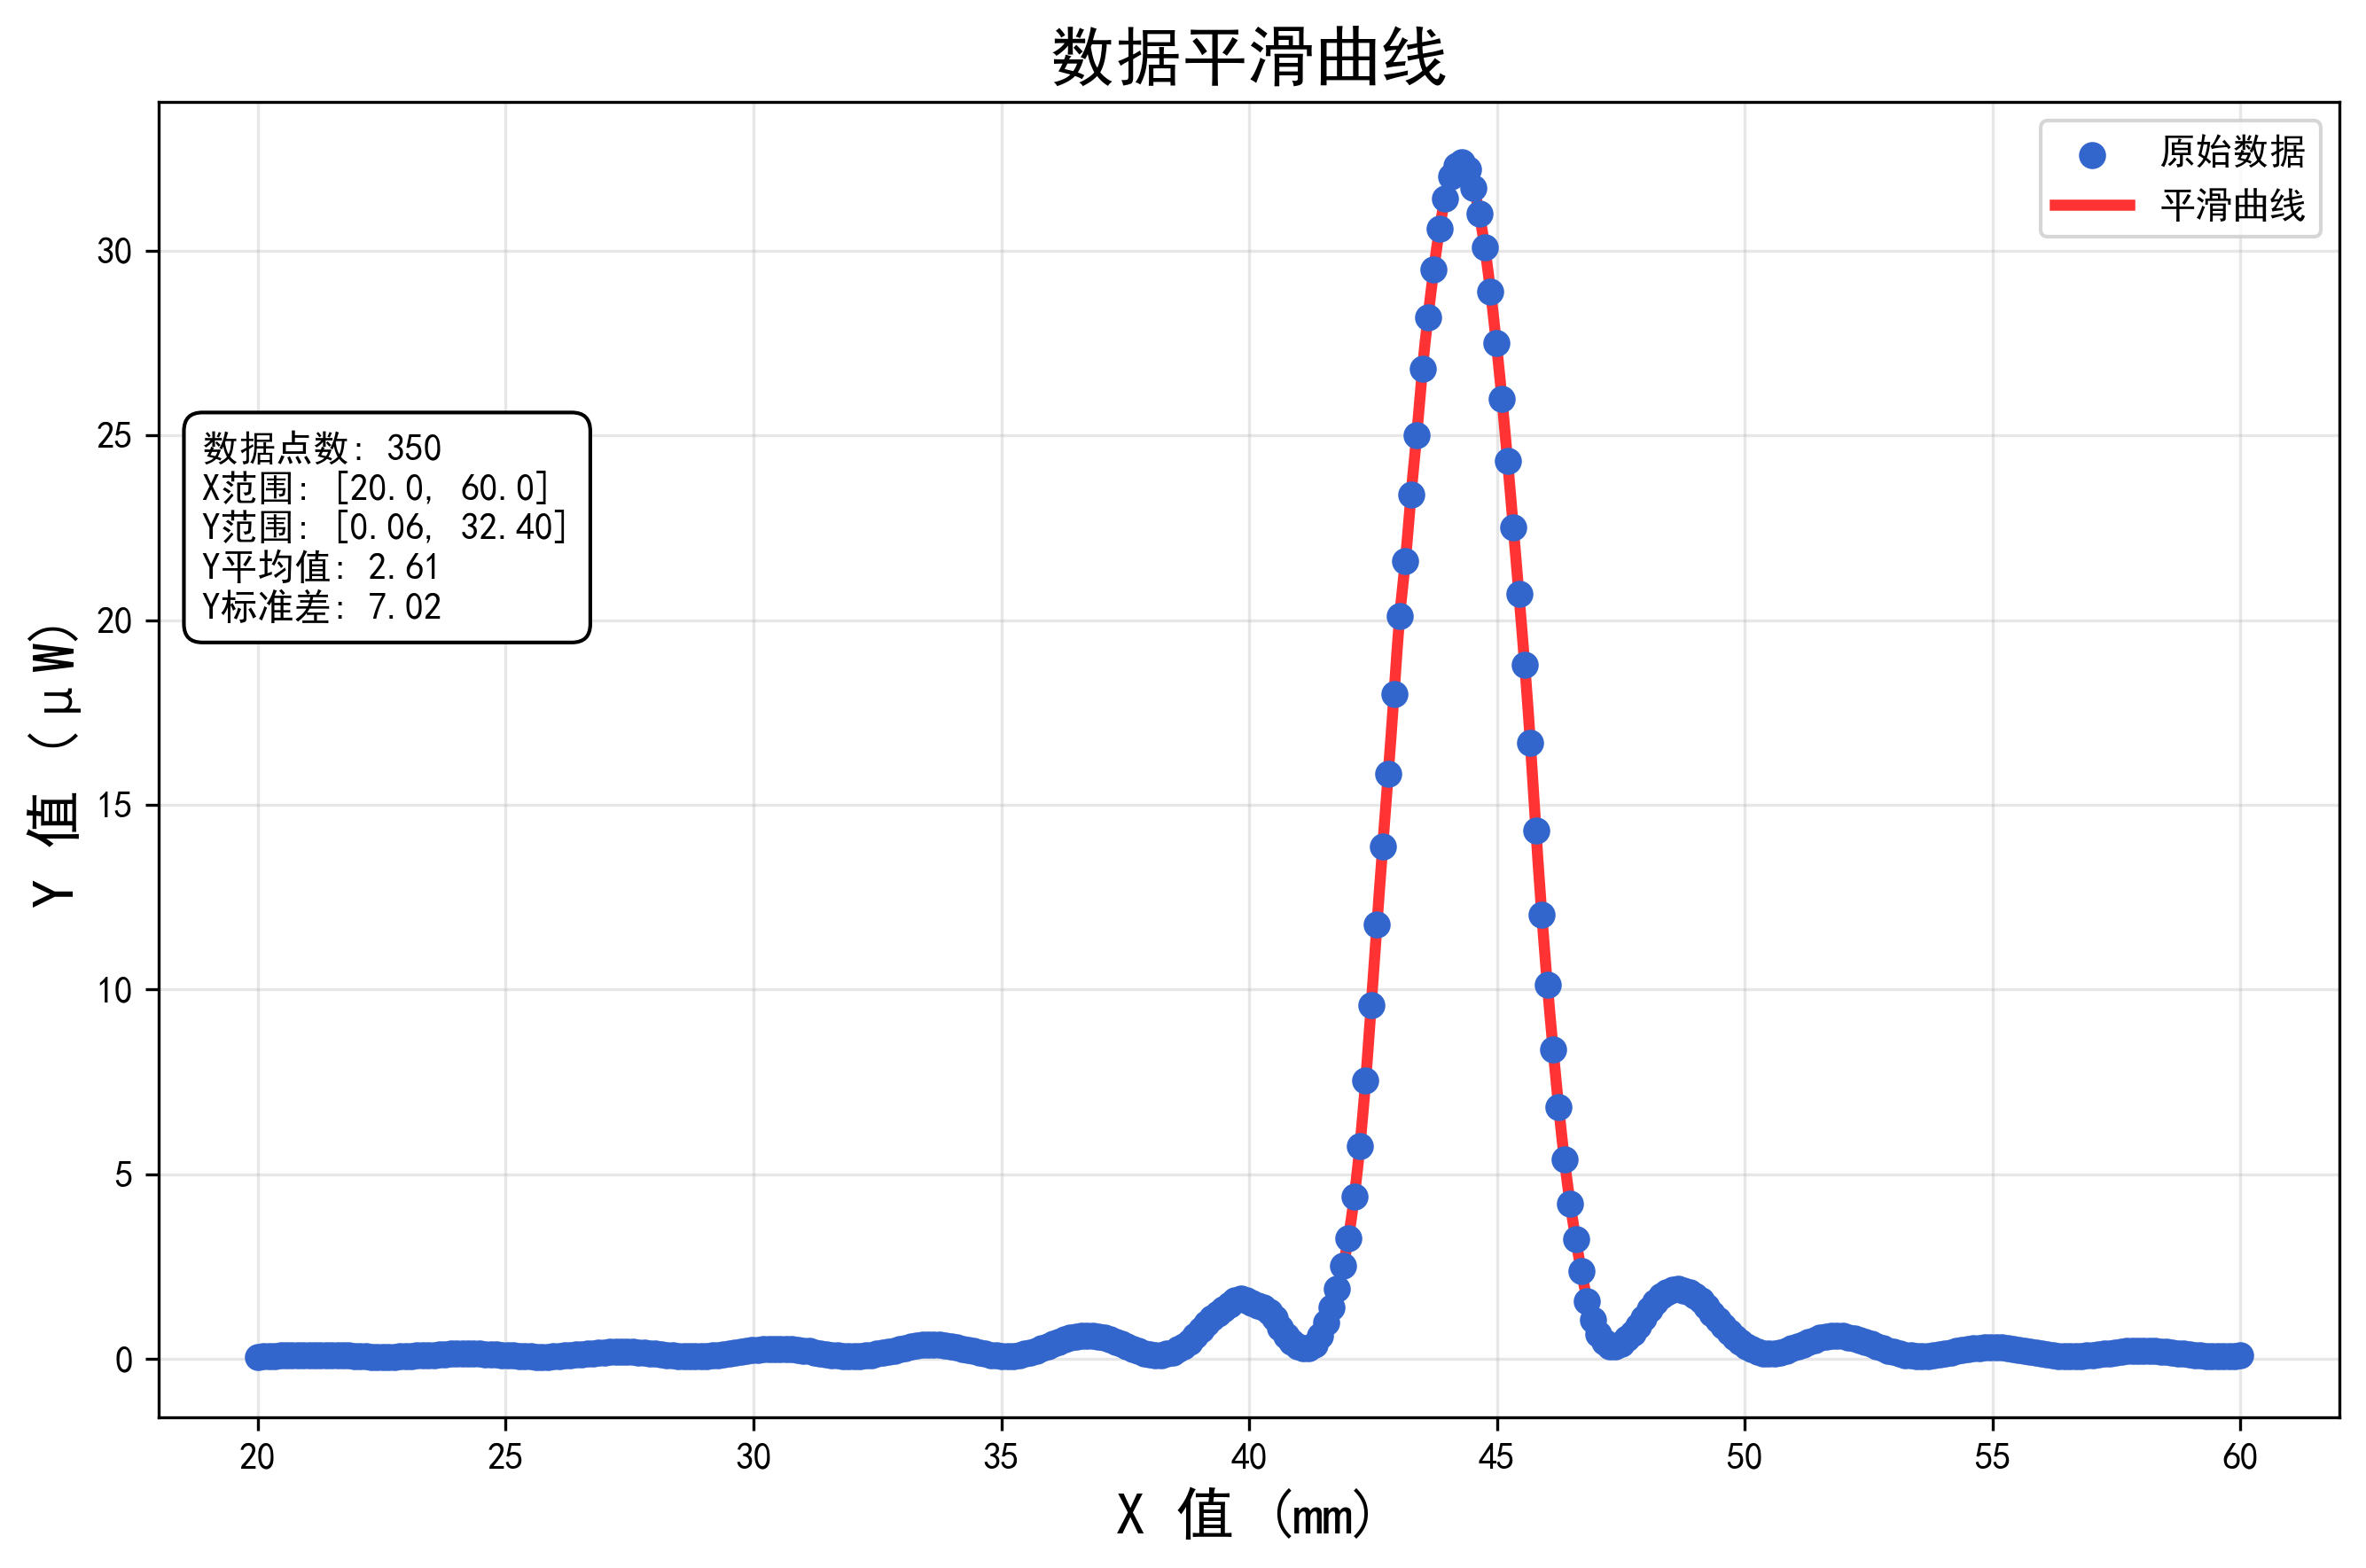 数据平滑曲线
原始数据
平滑曲线
数据点数: 350
X范围: [20.0, 60.0]
Y范围: [0.06, 32.40]
Y平均值: 2.61
Y标准差: 7.02
Y 值 (μW)
30
25
20
15
10
5
0
20 25 30 35 40 45 50 55 60
X 值 (mm)